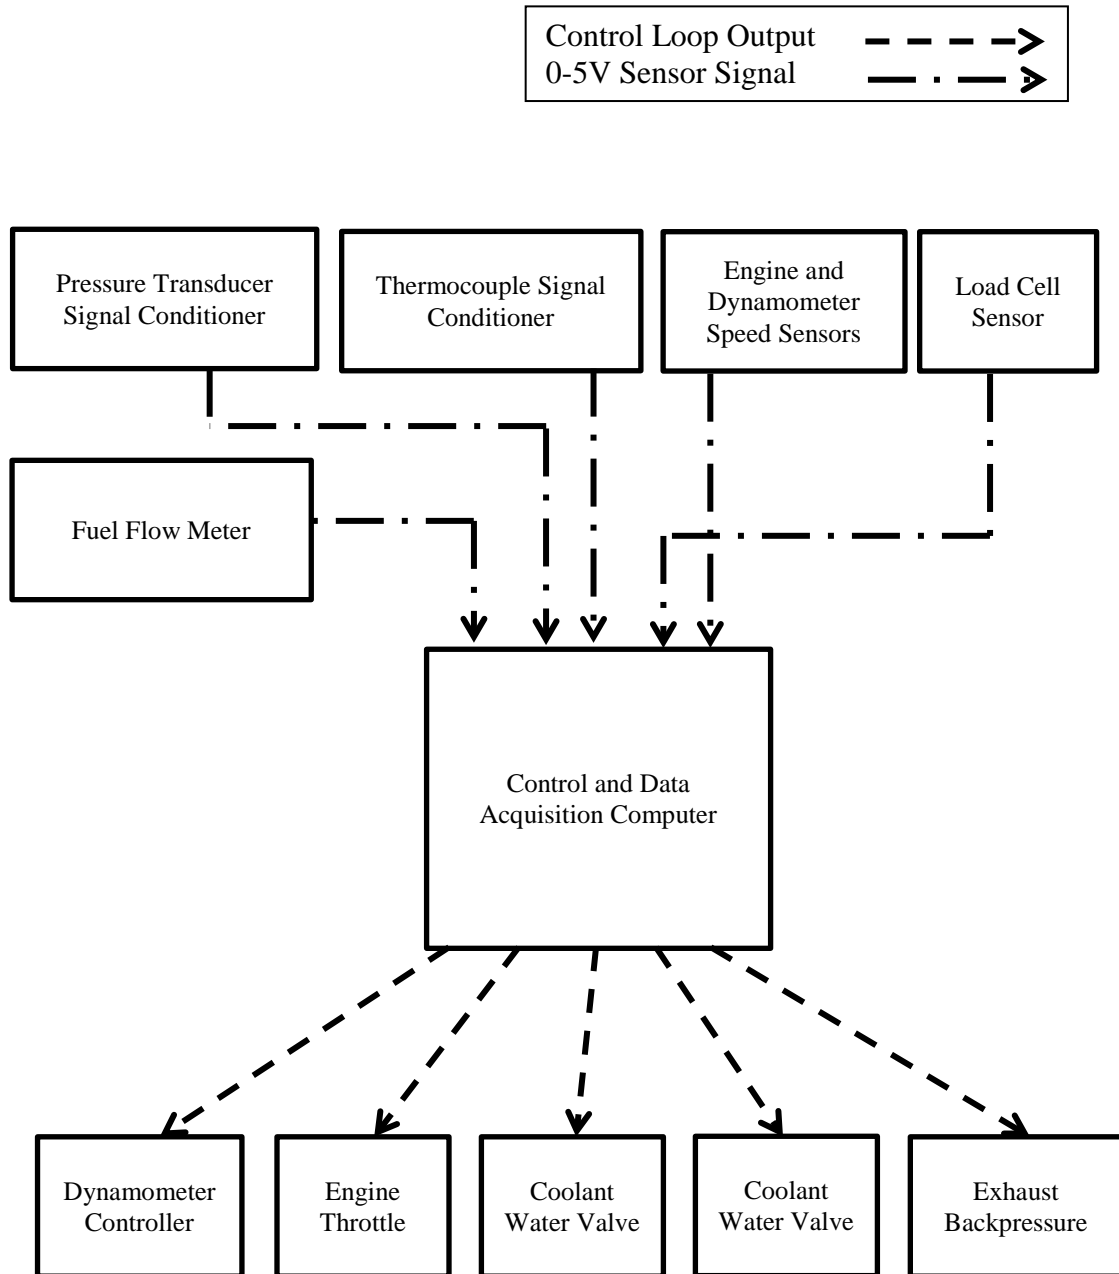 Control Loop Output
0-5V Sensor Signal
Pressure Transducer
Signal Conditioner
Thermocouple Signal
Conditioner
Engine and
Dynamometer
Speed Sensors
Load Cell
Sensor
Fuel Flow Meter
Control and Data
Acquisition Computer
Dynamometer
Controller
Engine
Throttle
Coolant
Water Valve
Coolant
Water Valve
Exhaust
Backpressure